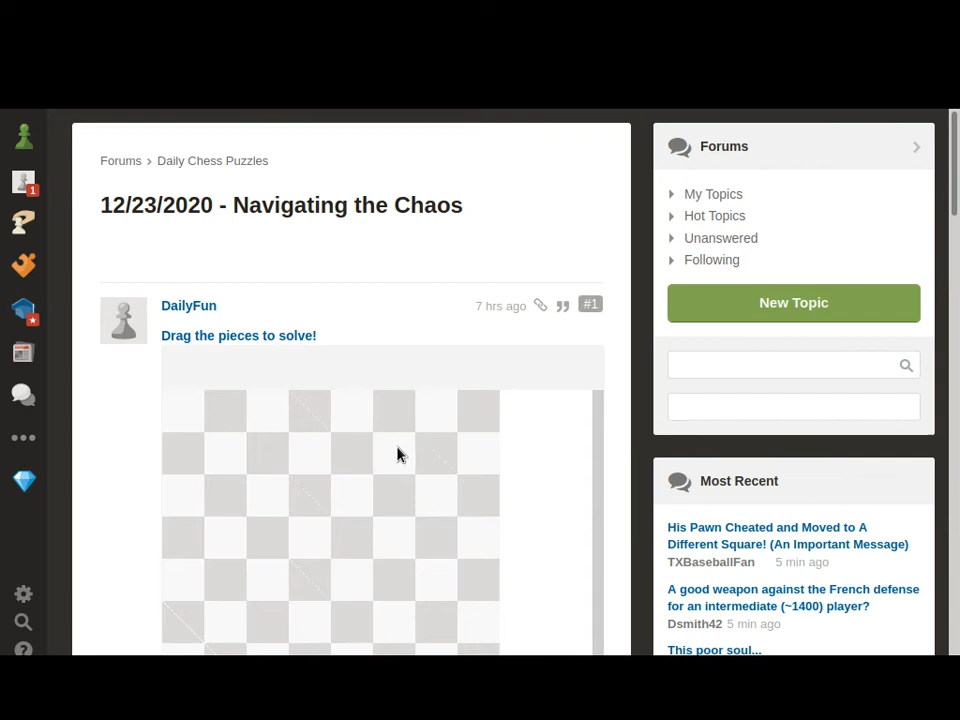 Forums > Daily Chess Puzzles
12/23/2020 - Navigating the Chaos
DailyFun
7 hrs ago
#1
Drag the pieces to solve!
1
Forums
My Topics
Hot Topics
Unanswered
Following
New Topic
Most Recent
His Pawn Cheated and Moved to A
Different Square! (An Important Message)
TXBaseballFan 5 min ago
A good weapon against the French defense
for an intermediate (~1400) player?
Dsmith42 5 min ago
This poor soul...